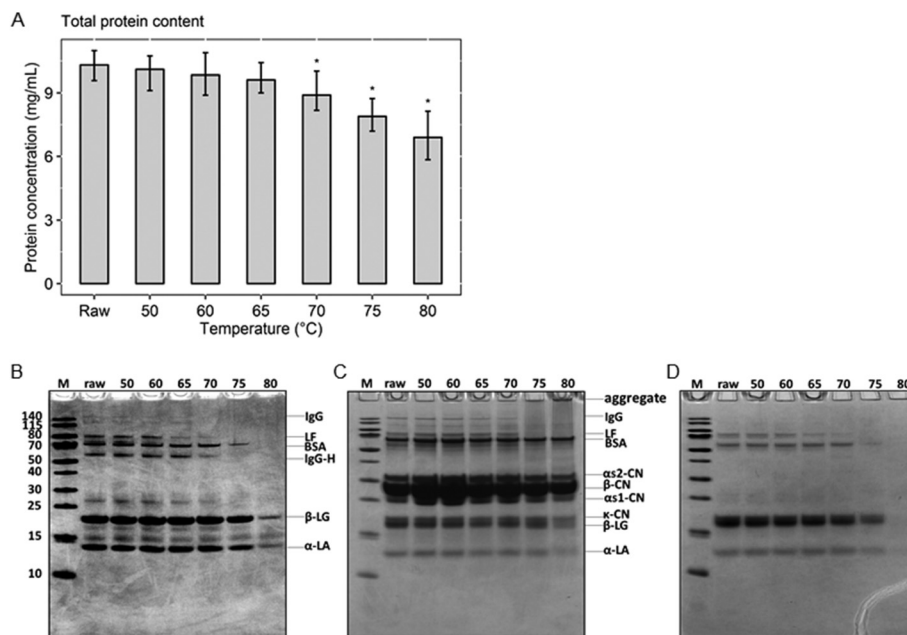 A
Total protein content
Protein concentration (mg/mL)
9
6
3
0
*
*
*
Raw 50 60 65 70 75 80
Temperature (°C)
B
M raw 50 60 65 70 75 80
140
115
80
70
50
40
30
25
15
10
IgG
LF
BSA
IgG-H
β-LG
α-LA
C
M raw 50 60 65 70 75 80
aggregate
IgG
LF
BSA
αs2-CN
β-CN
αs1-CN
κ-CN
β-LG
α-LA
D
M raw 50 60 65 70 75 80